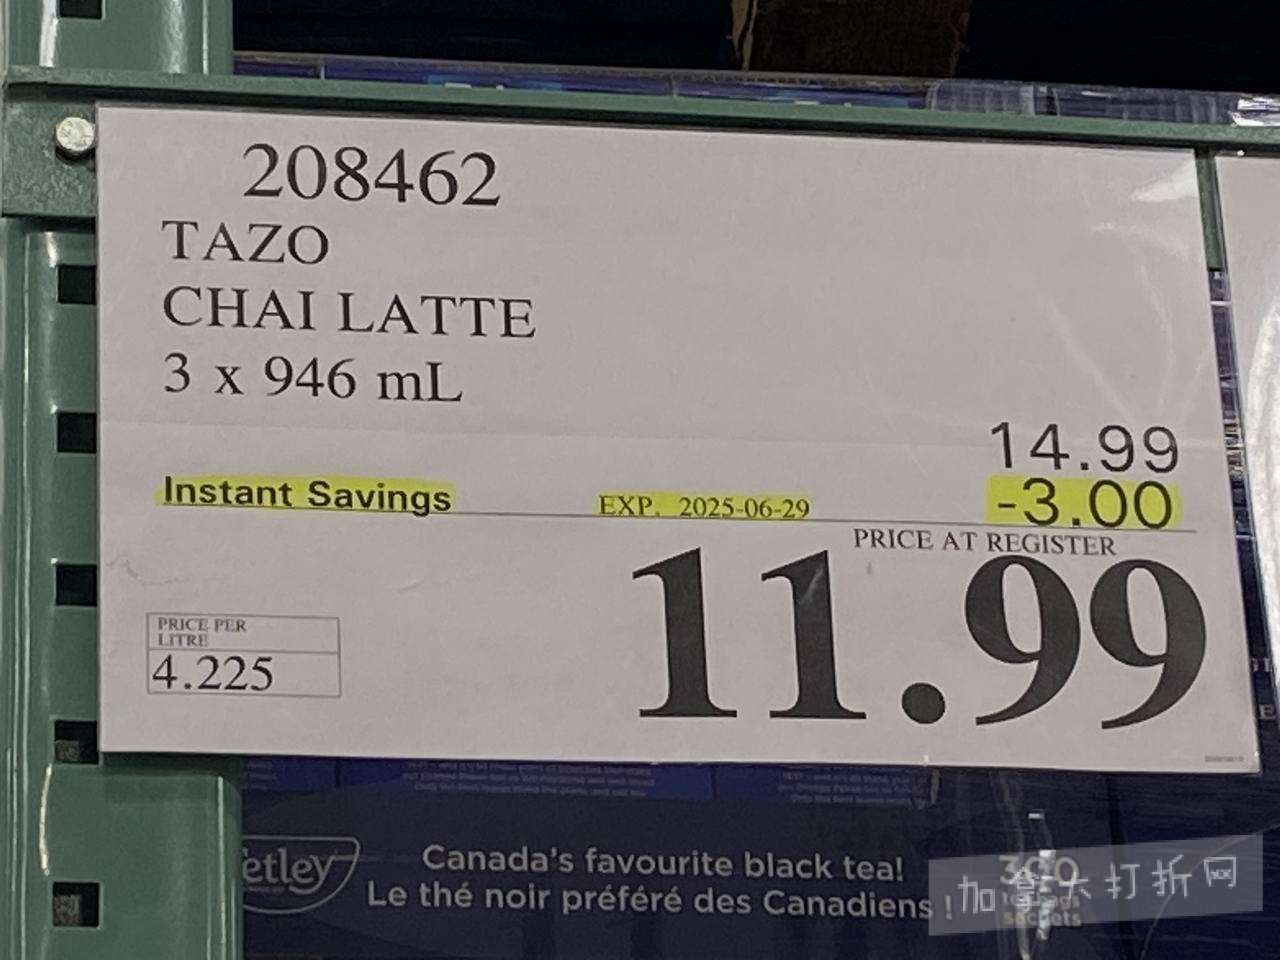 208462
TAZO
CHAI LATTE
3 x 946 mL
14.99
Instant Savings EXP. 2025-06-29 -3.00
PRICE AT REGISTER
11.99
PRICE PER
LITRE
4.225
etley
Canada's favourite black tea!
Le thé noir préféré des Canadiens !
加拿大打折网